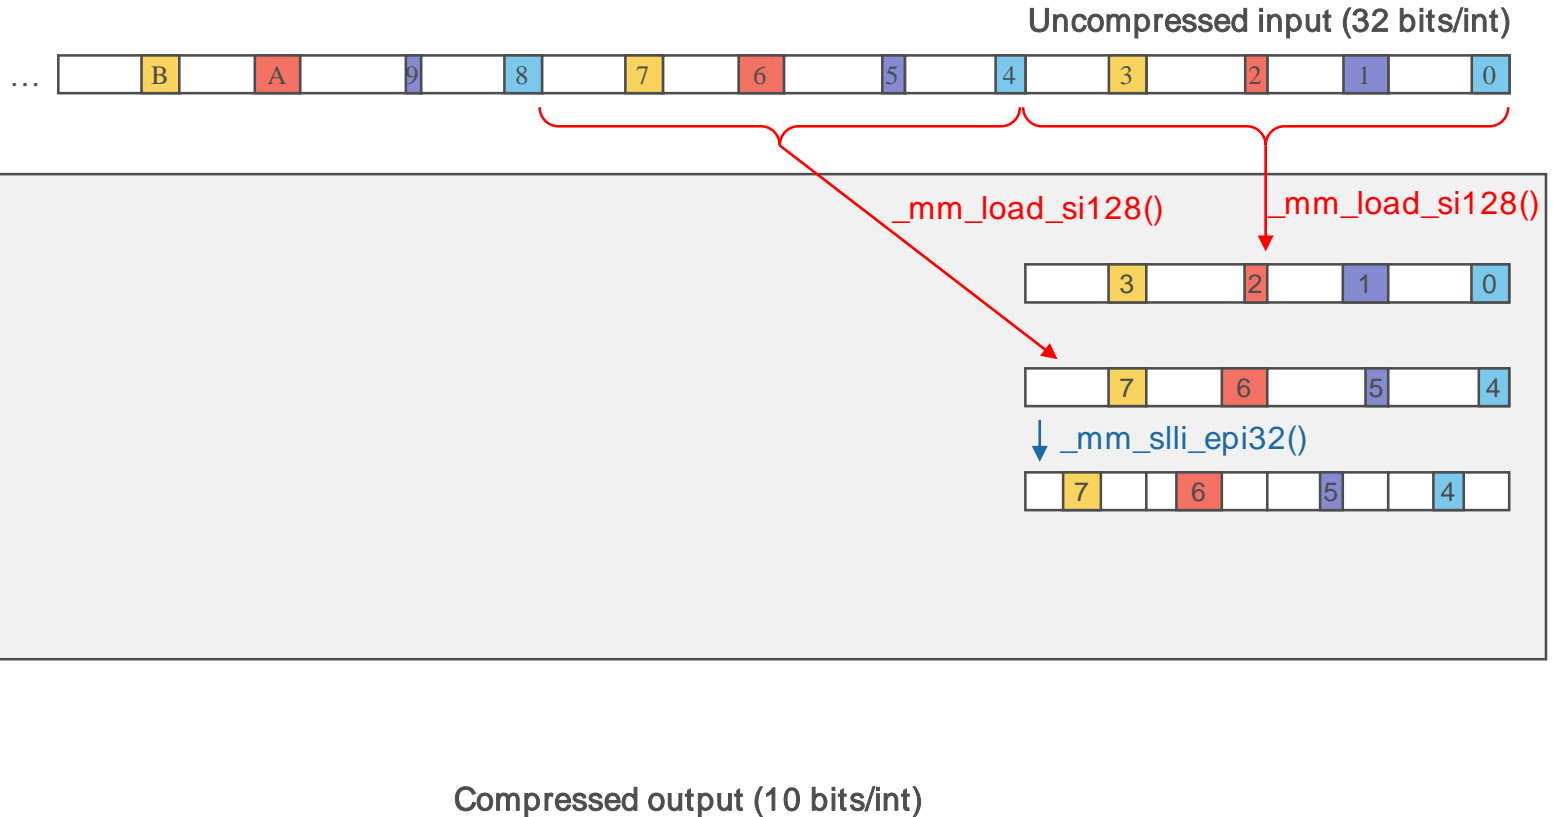 Uncompressed input (32 bits/int)
... B A 9 8 7 6 5 4 3 2 1 0
_mm_load_si128() _mm_load_si128()
3 2 1 0
7 6 5 4
_mm_slli_epi32()
7 6 5 4
Compressed output (10 bits/int)